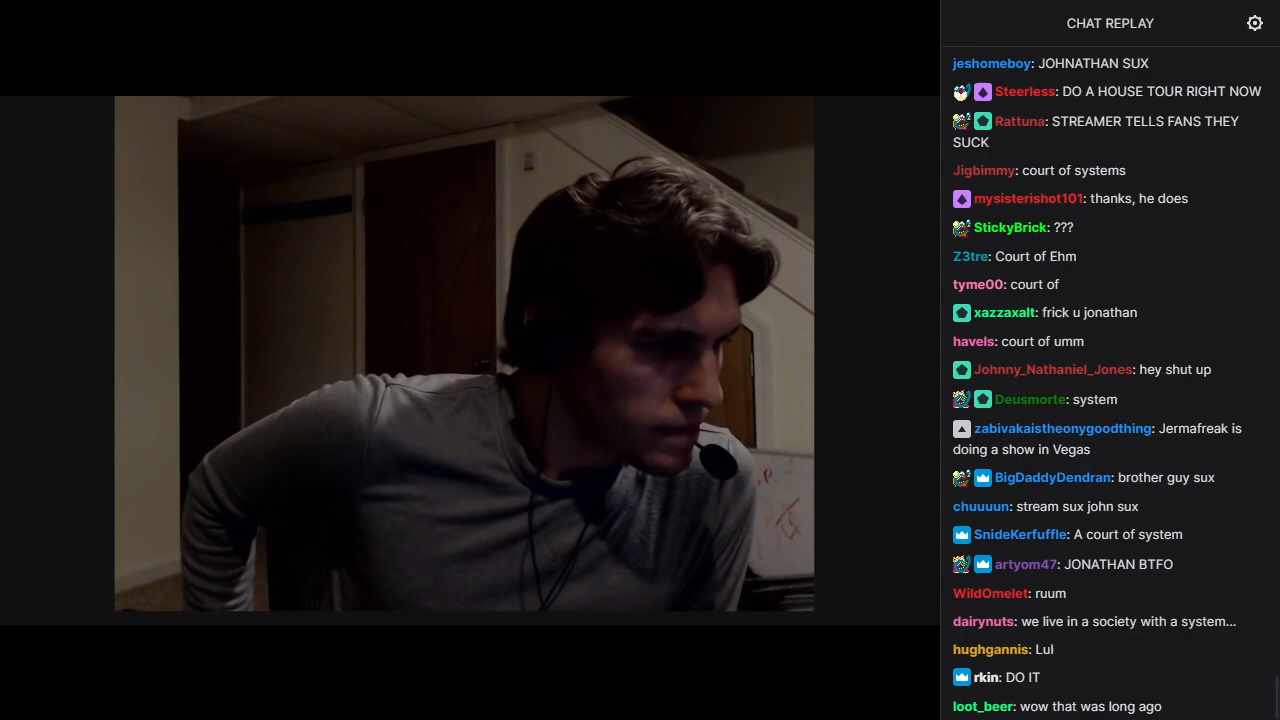 CHAT REPLAY
jeshomeboy: JOHNATHAN SUX
Steerless: DO A HOUSE TOUR RIGHT NOW
Rattuna: STREAMER TELLS FANS THEY
SUCK
Jigbimmy: court of systems
mysisterishot101: thanks, he does
StickyBrick: ???
Z3tre: Court of Ehm
tyme00: court of
xazzaxalt: frick u jonathan
havels: court of umm
Johnny_Nathaniel_Jones: hey shut up
Deusmorte: system
zabivakaistheonygoodthing: Jermafreak is
doing a show in Vegas
BigDaddyDendran: brother guy sux
chuuuun: stream sux john sux
SnideKerfuffle: A court of system
artyom47: JONATHAN BTFO
WildOmelet: ruum
dairynuts: we live in a society with a system...
hughgannis: Lul
rkin: DO IT
loot_beer: wow that was long ago